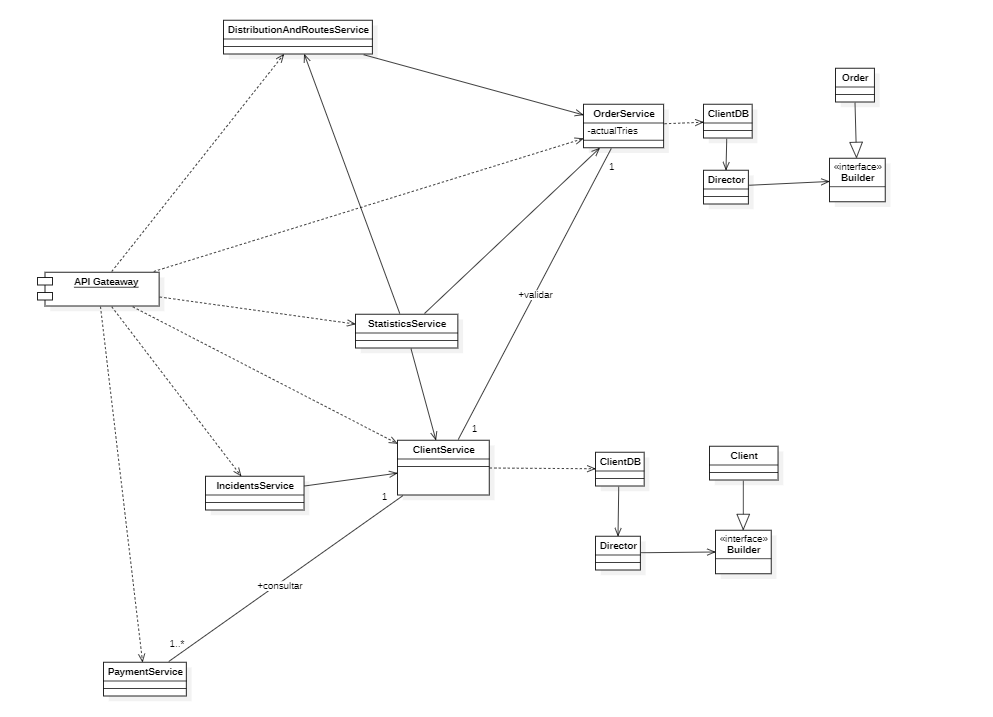 DistributionAndRoutesService
Order
OrderService
-actualTries
ClientDB
1
«interface»
Builder
Director
API Gateaway
+validar
StatisticsService
1
ClientService
ClientDB
Client
IncidentsService
1
«interface»
Builder
Director
+consultar
1..*
PaymentService